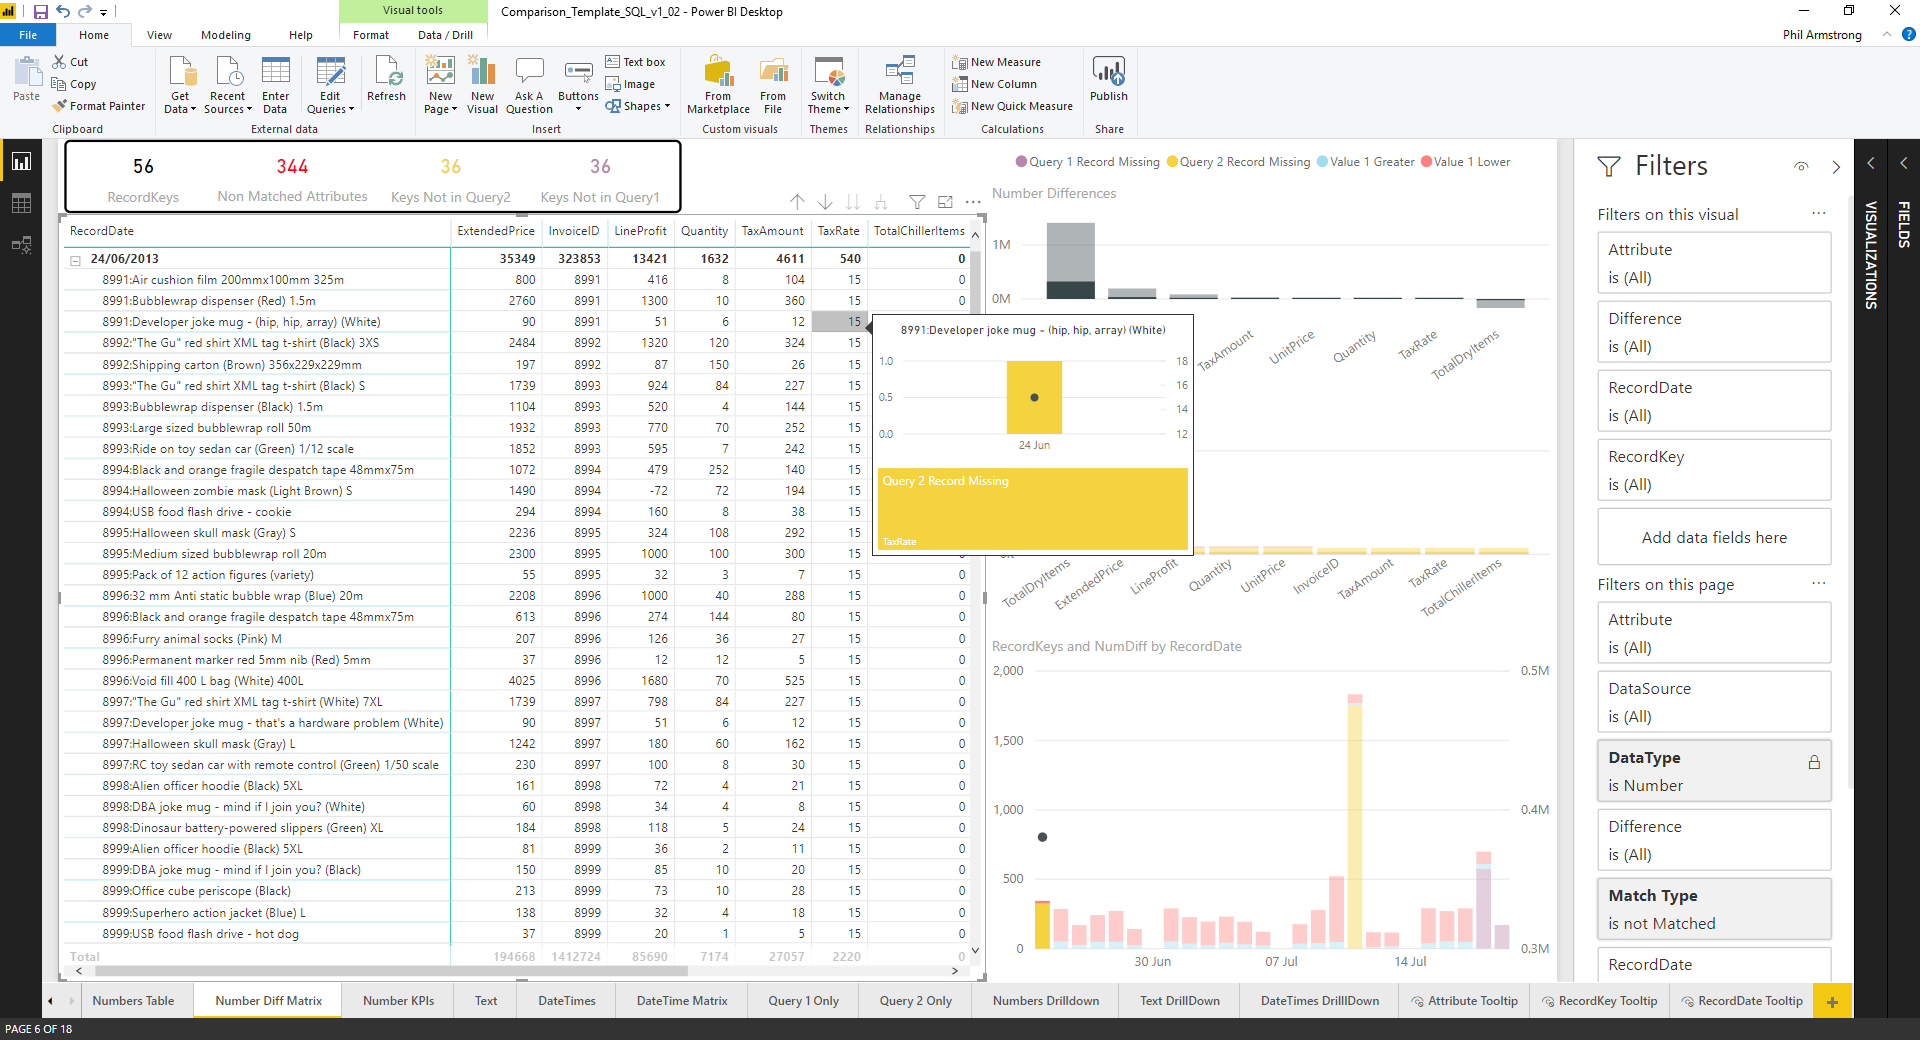 Visual tools
Comparison_Template_SQL_v1_02 - Power BI Desktop
File Home View Modeling Help Format Data / Drill
Phil Armstrong
Paste
Cut
Copy
Format Painter
Clipboard
Get Data
Recent Sources
Enter Data
Edit Queries
Refresh
External data
New Page
New Visual
Ask A Question
Buttons
Text box
Image
Shapes
Insert
From Marketplace
From File
Custom visuals
Switch Theme
Themes
Manage Relationships
Relationships
New Measure
New Column
New Quick Measure
Calculations
Publish
Share
56 344 36 36
RecordKeys Non Matched Attributes Keys Not in Query2 Keys Not in Query1
RecordDate ExtendedPrice InvoiceID LineProfit Quantity TaxAmount TaxRate TotalChillerItems
24/06/2013 35349 323853 13421 1632 4611 540 0
8991:Air cushion film 200mmx100mm 325m 800 8991 416 8 104 15 0
8991:Bubblewrap dispenser (Red) 1.5m 2760 8991 1300 10 360 15 0
8991:Developer joke mug - (hip, hip, array) (White) 90 8991 51 6 12 15
8992:"The Gu" red shirt XML tag t-shirt (Black) 3XS 2484 8992 1320 120 324 15
8992:Shipping carton (Brown) 356x229x229mm 197 8992 87 150 26 15
8993:"The Gu" red shirt XML tag t-shirt (Black) S 1739 8993 924 84 227 15
8993:Bubblewrap dispenser (Black) 1.5m 1104 8993 520 4 144 15
8993:Large sized bubblewrap roll 50m 1932 8993 770 70 252 15
8993:Ride on toy sedan car (Green) 1/12 scale 1852 8993 595 7 242 15
8994:Black and orange fragile despatch tape 48mmx75m 1072 8994 479 252 140 15
8994:Halloween zombie mask (Light Brown) S 1490 8994 -72 72 194 15
8994:USB food flash drive - cookie 294 8994 160 8 38 15
8995:Halloween skull mask (Gray) S 2236 8995 324 108 292 15
8995:Medium sized bubblewrap roll 20m 2300 8995 1000 100 300 15
8995:Pack of 12 action figures (variety) 55 8995 32 3 7 15 0
8996:32 mm Anti static bubble wrap (Blue) 20m 2208 8996 1000 40 288 15 0
8996:Black and orange fragile despatch tape 48mmx75m 613 8996 274 144 80 15 0
8996:Furry animal socks (Pink) M 207 8996 126 36 27 15 0
8996:Permanent marker red 5mm nib (Red) 5mm 37 8996 12 12 5 15 0
8996:Void fill 400 L bag (White) 400L 4025 8996 1680 70 525 15 0
8997:"The Gu" red shirt XML tag t-shirt (White) 7XL 1739 8997 798 84 227 15 0
8997:Developer joke mug - that's a hardware problem (White) 90 8997 51 6 12 15 0
8997:Halloween skull mask (Gray) L 1242 8997 180 60 162 15 0
8997:RC toy sedan car with remote control (Green) 1/50 scale 230 8997 100 8 30 15 0
8998:Alien officer hoodie (Black) 5XL 161 8998 72 4 21 15 0
8998:DBA joke mug - mind if I join you? (White) 60 8998 34 4 8 15 0
8998:Dinosaur battery-powered slippers (Green) XL 184 8998 118 5 24 15 0
8999:Alien officer hoodie (Black) 5XL 81 8999 36 2 11 15 0
8999:DBA joke mug - mind if I join you? (Black) 150 8999 85 10 20 15 0
8999:Office cube periscope (Black) 213 8999 73 10 28 15 0
8999:Superhero action jacket (Blue) L 138 8999 32 4 18 15 0
8999:USB food flash drive - hot dog 37 8999 20 1 5 15 0
Total 194668 1412724 85690 7174 27057 2220 0
Query 1 Record Missing Query 2 Record Missing Value 1 Greater Value 1 Lower
Number Differences
1M
0M
TaxAmount UnitPrice Quantity TaxRate TotalDryItems
8991:Developer joke mug - (hip, hip, array) (White)
1.0 18
16
0.5
14
0.0 12
24 Jun
Query 2 Record Missing
TaxRate
TotalDryItems ExtendedPrice LineProfit Quantity UnitPrice InvoiceID TaxAmount TaxRate TotalChillerItems
RecordKeys and NumDiff by RecordDate
2,000 0.5M
1,500
1,000 0.4M
500
0 0.3M
30 Jun 07 Jul 14 Jul
Filters
Filters on this visual
Attribute
is (All)
Difference
is (All)
RecordDate
is (All)
RecordKey
is (All)
Add data fields here
Filters on this page
Attribute
is (All)
DataSource
is (All)
DataType
is Number
Difference
is (All)
Match Type
is not Matched
RecordDate
VISUALIZATIONS
FIELDS
Numbers Table Number Diff Matrix Number KPIs Text DateTimes DateTime Matrix Query 1 Only Query 2 Only Numbers Drilldown Text DrillDown DateTimes DrillDown Attribute Tooltip RecordKey Tooltip RecordDate Tooltip
PAGE 6 OF 18